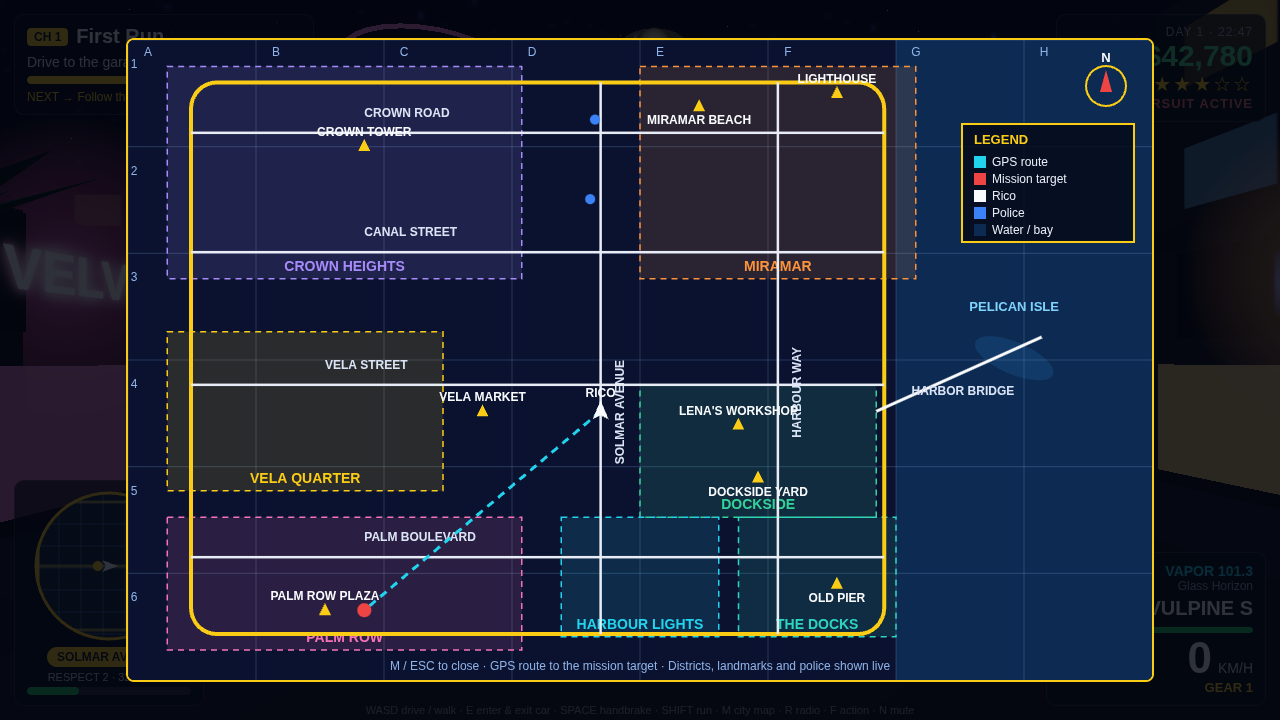 CH 1 First Run
Drive to the gara
NEXT → Follow th
DAY 1 · 22:47
$42,780
PURSUIT ACTIVE
A B C D E F G H
1
2
3
4
5
6
N
LIGHTHOUSE
MIRAMAR BEACH
CROWN ROAD
CROWN TOWER
LEGEND
GPS route
Mission target
Rico
Police
Water / bay
CANAL STREET
CROWN HEIGHTS
MIRAMAR
PELICAN ISLE
VELA STREET
VELA MARKET
RICO
SOLMAR AVENUE
HARBOUR WAY
HARBOR BRIDGE
LENA'S WORKSHOP
VELA QUARTER
DOCKSIDE YARD
DOCKSIDE
PALM BOULEVARD
PALM ROW PLAZA
OLD PIER
HARBOUR LIGHTS
THE DOCKS
PALM ROW
M / ESC to close · GPS route to the mission target · Districts, landmarks and police shown live
SOLMAR AV
RESPECT 2 · 3
VAPOR 101.3
Glass Horizon
VULPINE S
0 KM/H
GEAR 1
WASD drive / walk · E enter & exit car · SPACE handbrake · SHIFT run · M city map · R radio · F action · N mute